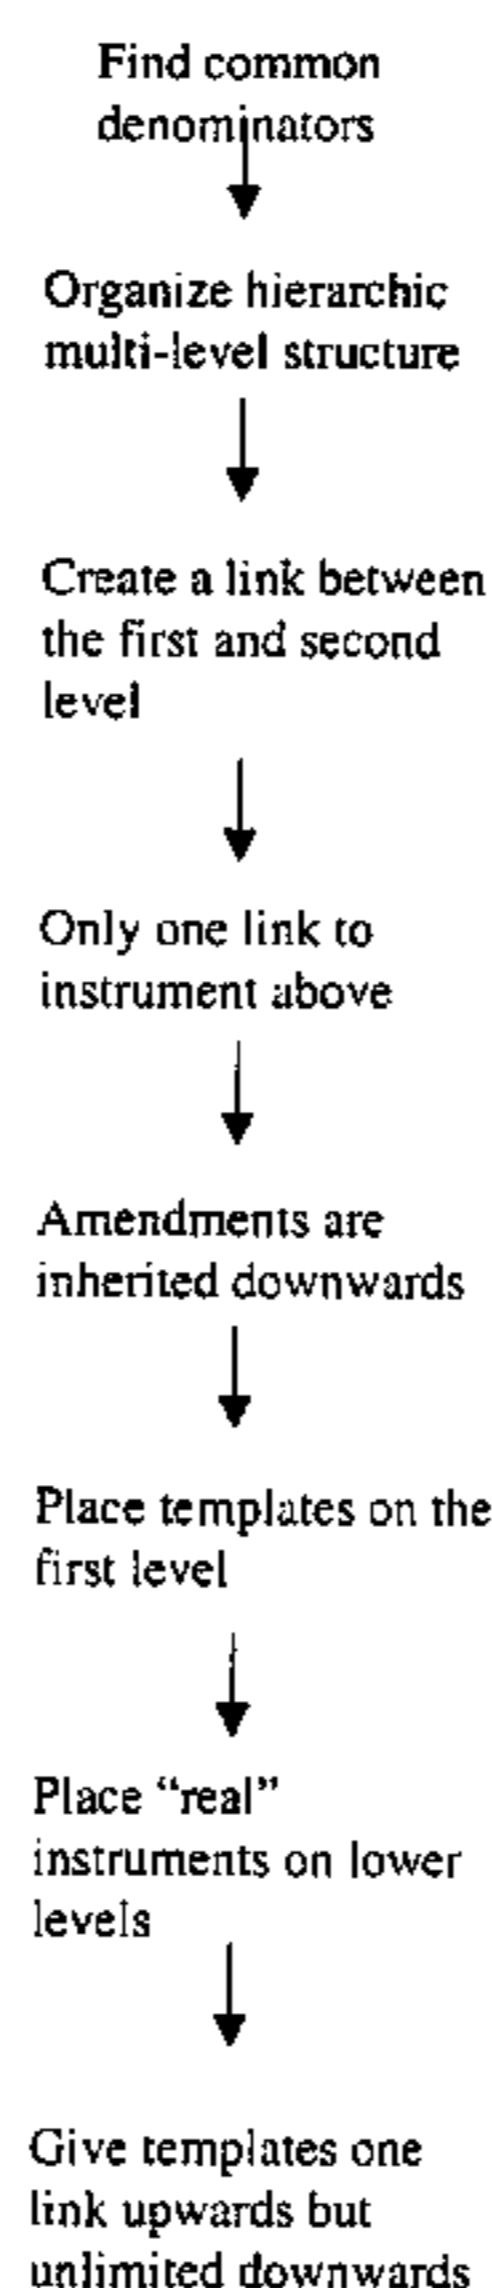 Find common
denominators
Organize hierarchic
multi-level structure
Create a link between
the first and second
level
Only one link to
instrument above
Amendments are
inherited downwards
Place templates on the
first level
Place “real”
instruments on lower
levels
Give templates one
link upwards but
unlimited downwards